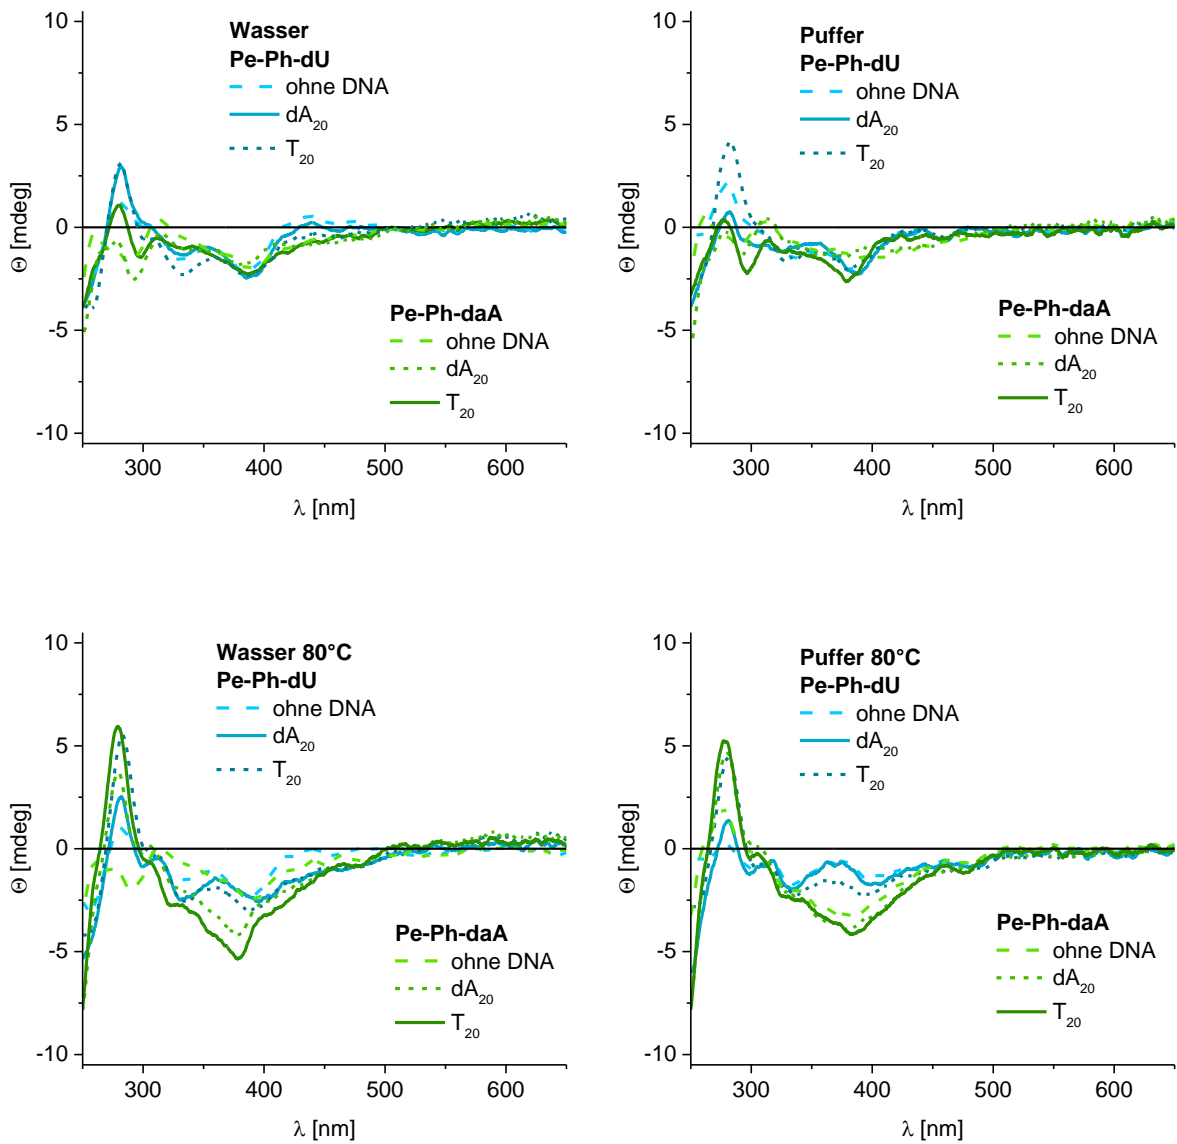 10
5
0
-5
-10
Θ [mdeg]
300 400 500 600
λ [nm]
Wasser
Pe-Ph-dU
ohne DNA
dA20
T20
Pe-Ph-daA
ohne DNA
dA20
T20
10
5
0
-5
-10
Θ [mdeg]
300 400 500 600
λ [nm]
Puffer
Pe-Ph-dU
ohne DNA
dA20
T20
Pe-Ph-daA
ohne DNA
dA20
T20
10
5
0
-5
-10
Θ [mdeg]
300 400 500 600
λ [nm]
Wasser 80°C
Pe-Ph-dU
ohne DNA
dA20
T20
Pe-Ph-daA
ohne DNA
dA20
T20
10
5
0
-5
-10
Θ [mdeg]
300 400 500 600
λ [nm]
Puffer 80°C
Pe-Ph-dU
ohne DNA
dA20
T20
Pe-Ph-daA
ohne DNA
dA20
T20